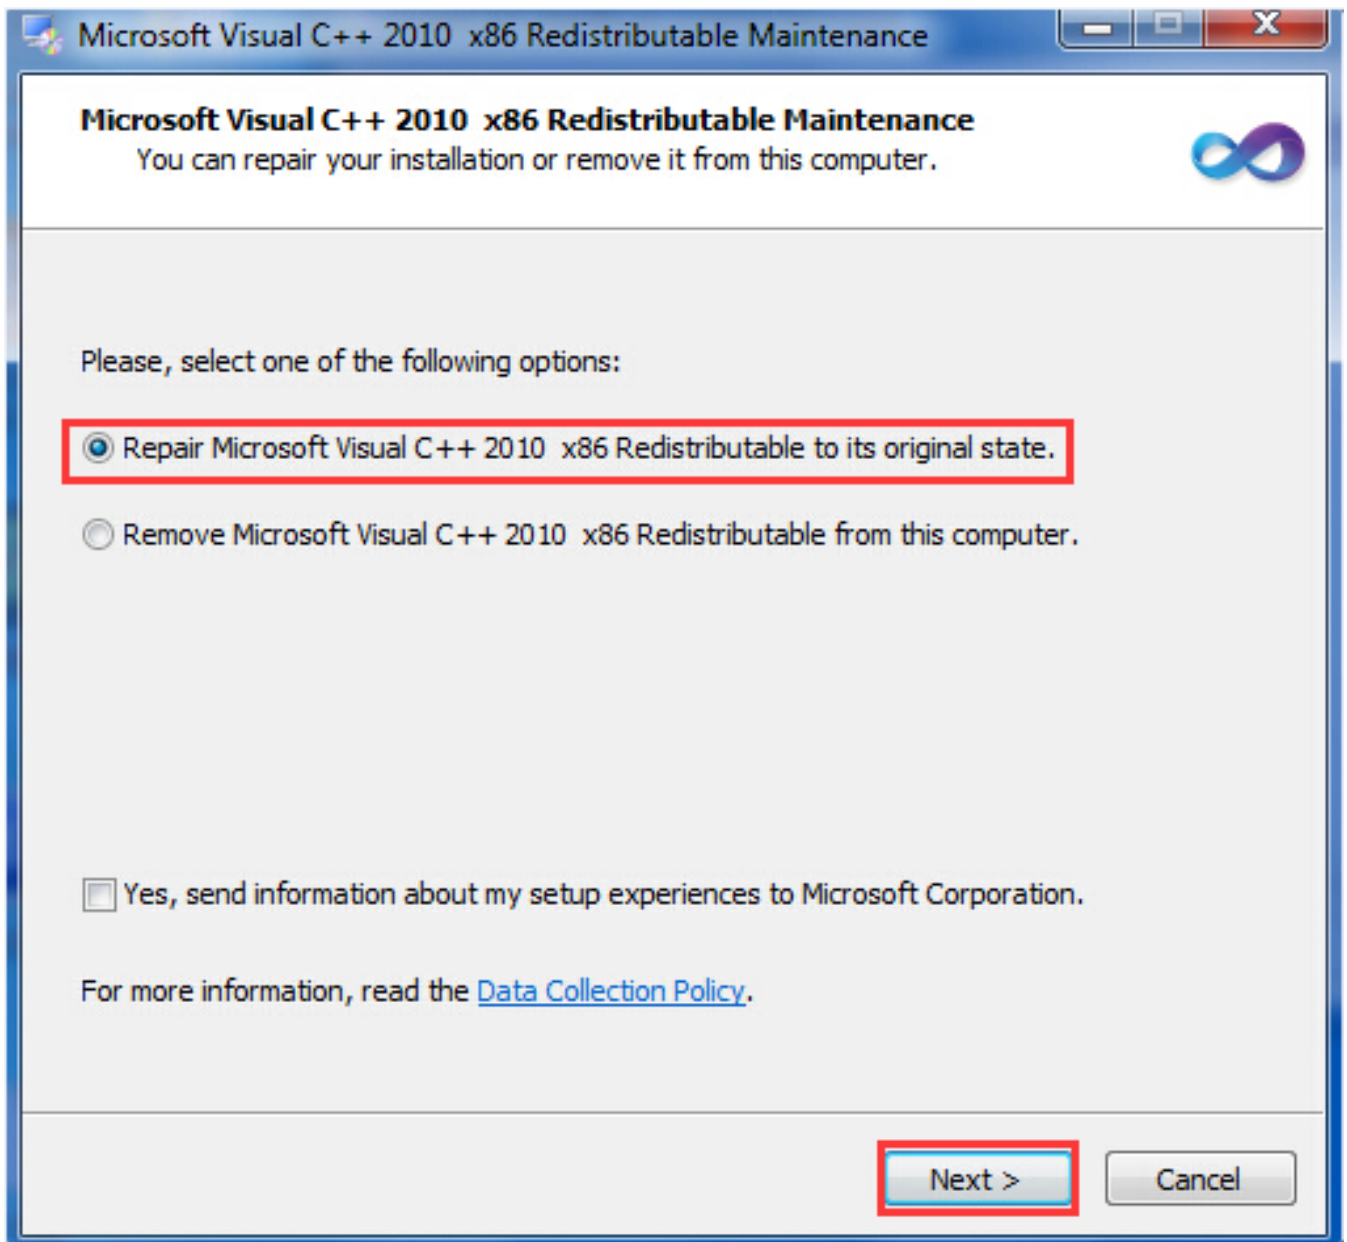 Microsoft Visual C++ 2010  x86 Redistributable Maintenance
Microsoft Visual C++ 2010  x86 Redistributable Maintenance
You can repair your installation or remove it from this computer.
Please, select one of the following options:
Repair Microsoft Visual C++ 2010  x86 Redistributable to its original state.
Remove Microsoft Visual C++ 2010  x86 Redistributable from this computer.
Yes, send information about my setup experiences to Microsoft Corporation.
For more information, read the Data Collection Policy.
Next >
Cancel